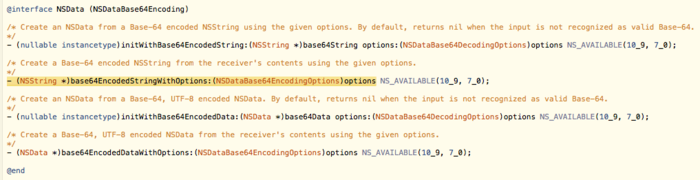 @interface NSData (NSDataBase64Encoding)
/* Create an NSData from a Base-64 encoded NSString using the given options. By default, returns nil when the input is not recognized as valid Base-64.
*/
- (nullable instancetype)initWithBase64EncodedString:(NSString *)base64String options:(NSDataBase64DecodingOptions)options NS_AVAILABLE(10_9, 7_0);
/* Create a Base-64 encoded NSString from the receiver's contents using the given options.
*/
- (NSString *)base64EncodedStringWithOptions:(NSDataBase64EncodingOptions)options NS_AVAILABLE(10_9, 7_0);
/* Create an NSData from a Base-64, UTF-8 encoded NSData. By default, returns nil when the input is not recognized as valid Base-64.
*/
- (nullable instancetype)initWithBase64EncodedData:(NSData *)base64Data options:(NSDataBase64DecodingOptions)options NS_AVAILABLE(10_9, 7_0);
/* Create a Base-64, UTF-8 encoded NSData from the receiver's contents using the given options.
*/
- (NSData *)base64EncodedDataWithOptions:(NSDataBase64EncodingOptions)options NS_AVAILABLE(10_9, 7_0);
@end